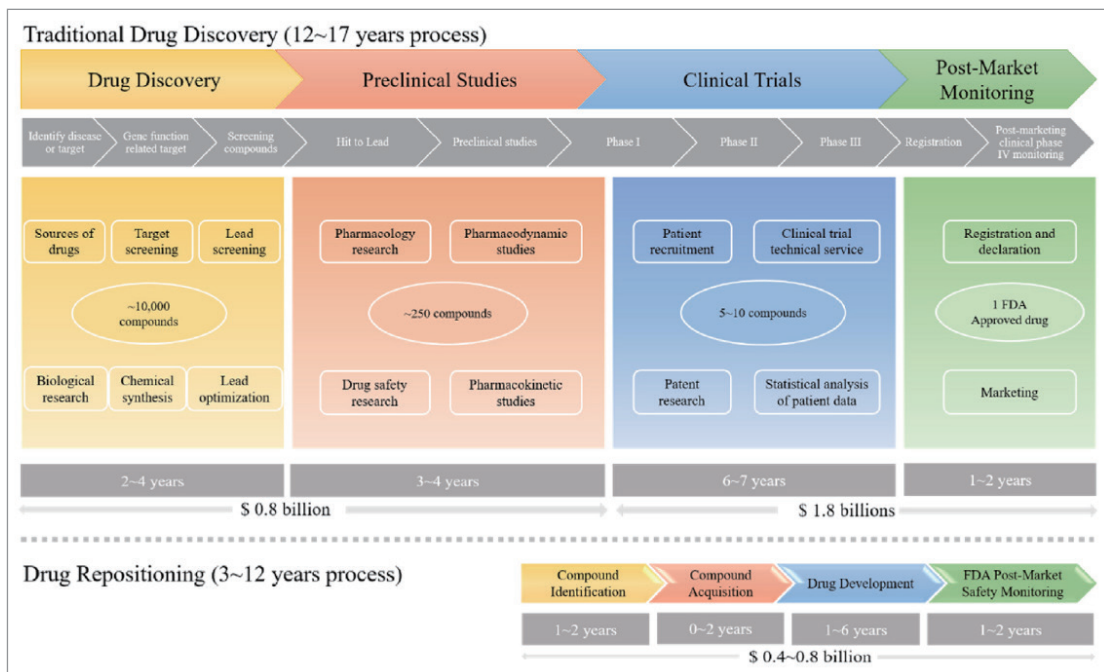 Traditional Drug Discovery (12~17 years process)
Drug Discovery
Preclinical Studies
Clinical Trials
Post-Market
Monitoring
Identify disease
or target
Gene function
related target
Screening
compounds
Hit to Lead
Preclinical studies
Phase I
Phase II
Phase III
Registration
Post-marketing
clinical phase
IV monitoring
Sources of
drugs
Target
screening
Lead
screening
~10,000
compounds
Biological
research
Chemical
synthesis
Lead
optimization
Pharmacology
research
Pharmacodynamic
studies
~250 compounds
Drug safety
research
Pharmacokinetic
studies
Patient
recruitment
Clinical trial
technical service
5~10 compounds
Patent
research
Statistical analysis
of patient data
Registration and
declaration
1 FDA
Approved drug
Marketing
2~4 years
3~4 years
6~7 years
1~2 years
$ 0.8 billion
$ 1.8 billions
Drug Repositioning (3~12 years process)
Compound
Identification
Compound
Acquisition
Drug Development
FDA Post-Market
Safety Monitoring
1~2 years
0~2 years
1~6 years
1~2 years
$ 0.4~0.8 billion